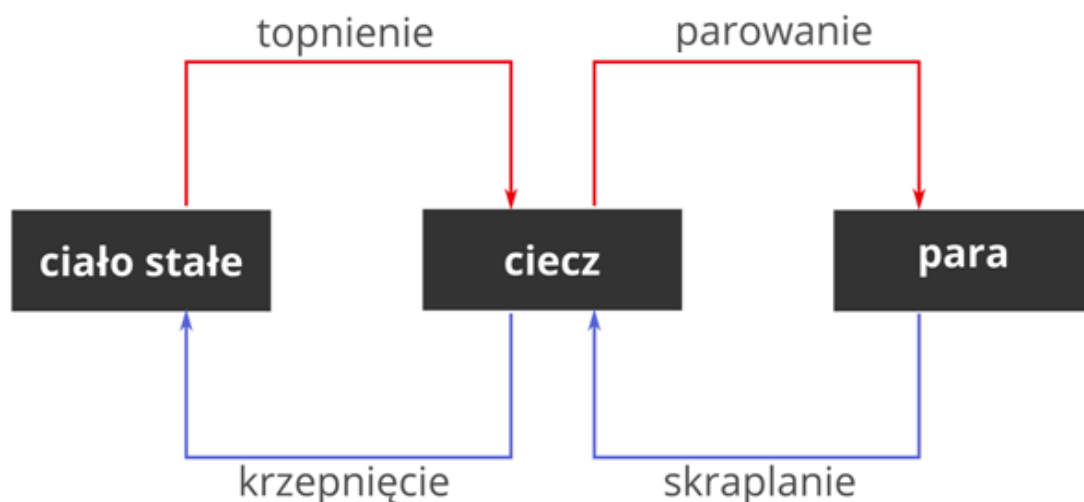 topnienie
parowanie
ciało stałe
ciecz
para
krzepnięcie
skraplanie